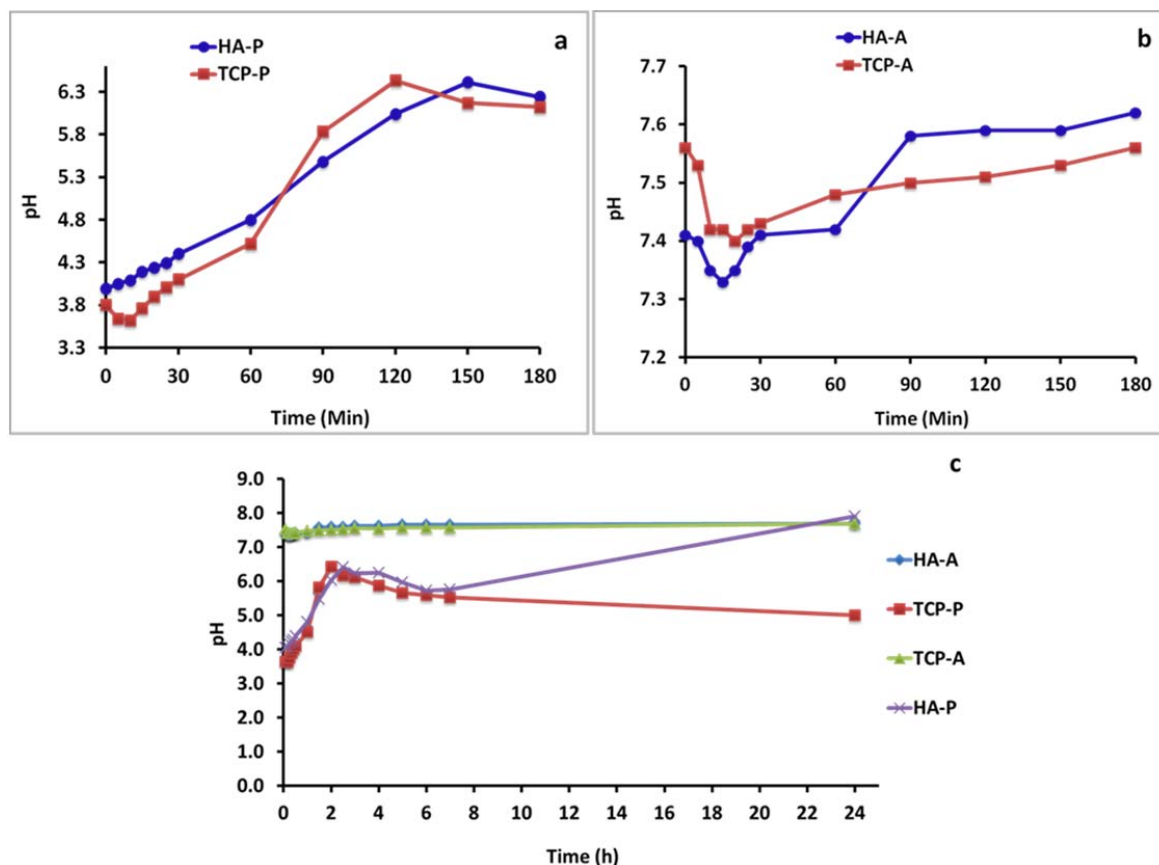 a
HA-P
TCP-P
pH
6.3
5.8
5.3
4.8
4.3
3.8
3.3
0 30 60 90 120 150 180
Time (Min)
b
HA-A
TCP-A
pH
7.7
7.6
7.5
7.4
7.3
7.2
0 30 60 90 120 150 180
Time (Min)
c
pH
9.0
8.0
7.0
6.0
5.0
4.0
3.0
2.0
1.0
0.0
0 2 4 6 8 10 12 14 16 18 20 22 24
Time (h)
HA-A
TCP-P
TCP-A
HA-P